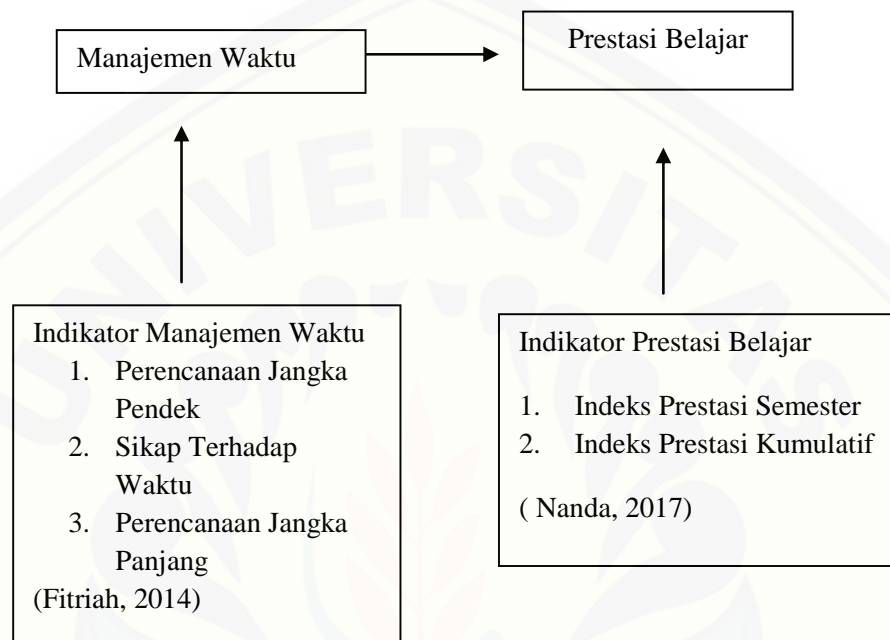 Manajemen Waktu
Prestasi Belajar
Indikator Manajemen Waktu
1. Perencanaan Jangka
Pendek
2. Sikap Terhadap
Waktu
3. Perencanaan Jangka
Panjang
(Fitriah, 2014)
Indikator Prestasi Belajar
1. Indeks Prestasi Semester
2. Indeks Prestasi Kumulatif
( Nanda, 2017)
UNIVERSITAS